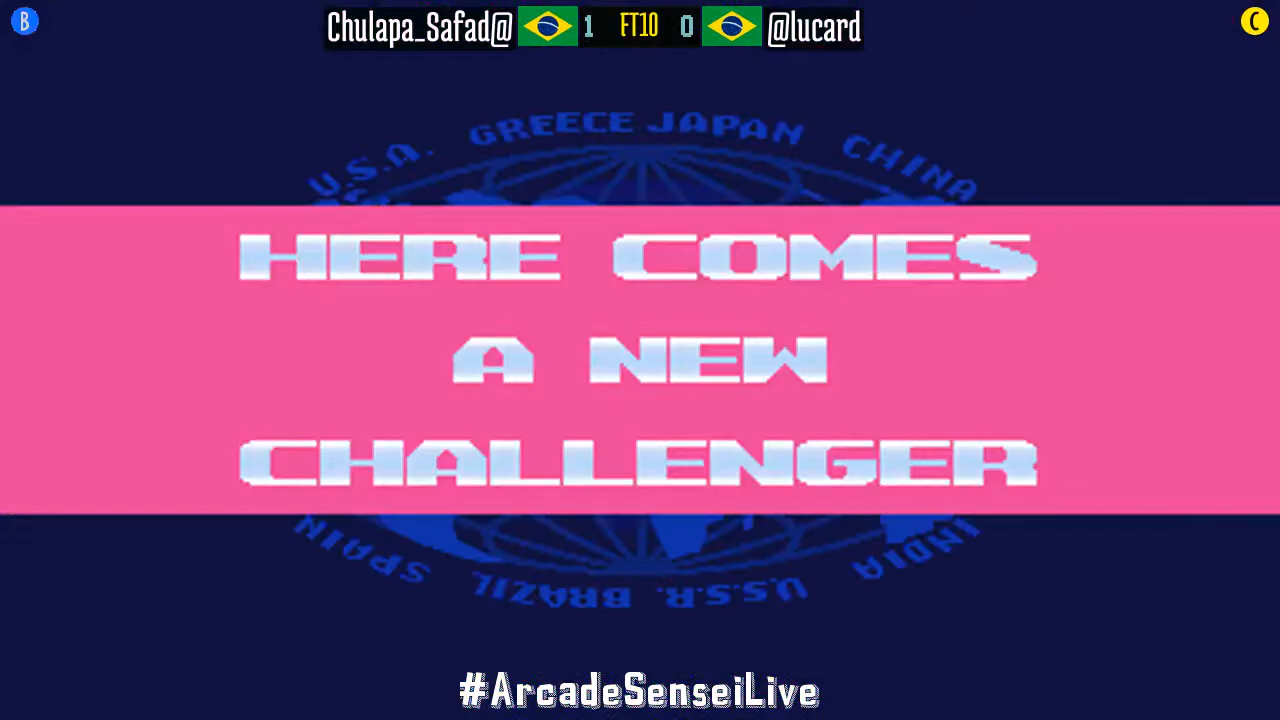 B
Chulapa_Safad@ 1 FT10 0 @lucard
C
U.S.A. GREECE JAPAN CHINA
HERE COMES
A NEW
CHALLENGER
SPAIN BRAZIL U.S.S.R. INDIA
#ArcadeSenseiLive